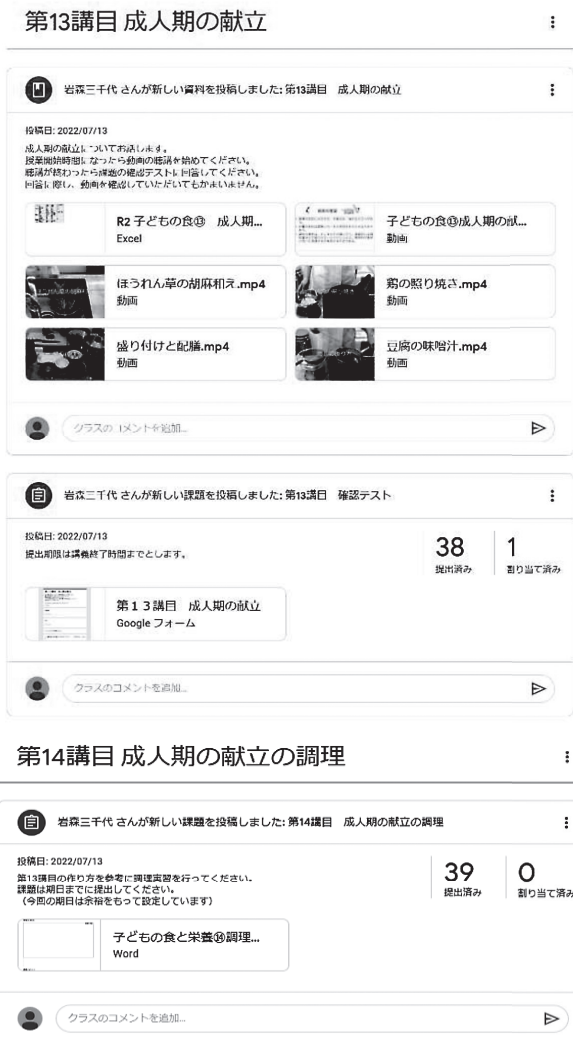 第13講目 成人期の献立
岩森三千代 さんが新しい資料を投稿しました: 第13講目　成人期の献立
投稿日: 2022/07/13
成人期の献立についてお話します。
授業開始時間になったら動画の聴講を始めてください。
聴講が終わったら課題の確認テストに回答してください。
回答に際し、動画を確認していただいてもかまいません。
R2 子どもの食⑬　成人期...
Excel
子どもの食⑬成人期の献...
動画
ほうれん草の胡麻和え.mp4
動画
鶏の照り焼き.mp4
動画
盛り付けと配膳.mp4
動画
豆腐の味噌汁.mp4
動画
クラスのコメントを追加...
岩森三千代 さんが新しい課題を投稿しました: 第13講目　確認テスト
投稿日: 2022/07/13
提出期限は講義終了時間までとします。
38
提出済み
1
割り当て済み
第１３講目　成人期の献立
Google フォーム
クラスのコメントを追加...
第14講目 成人期の献立の調理
岩森三千代 さんが新しい課題を投稿しました: 第14講目　成人期の献立の調理
投稿日: 2022/07/13
第13講目の作り方を参考に調理実習を行ってください。
課題は期日までに提出してください。
（今回の期日は余裕をもって設定しています）
39
提出済み
0
割り当て済み
子どもの食と栄養⑭調理...
Word
クラスのコメントを追加...